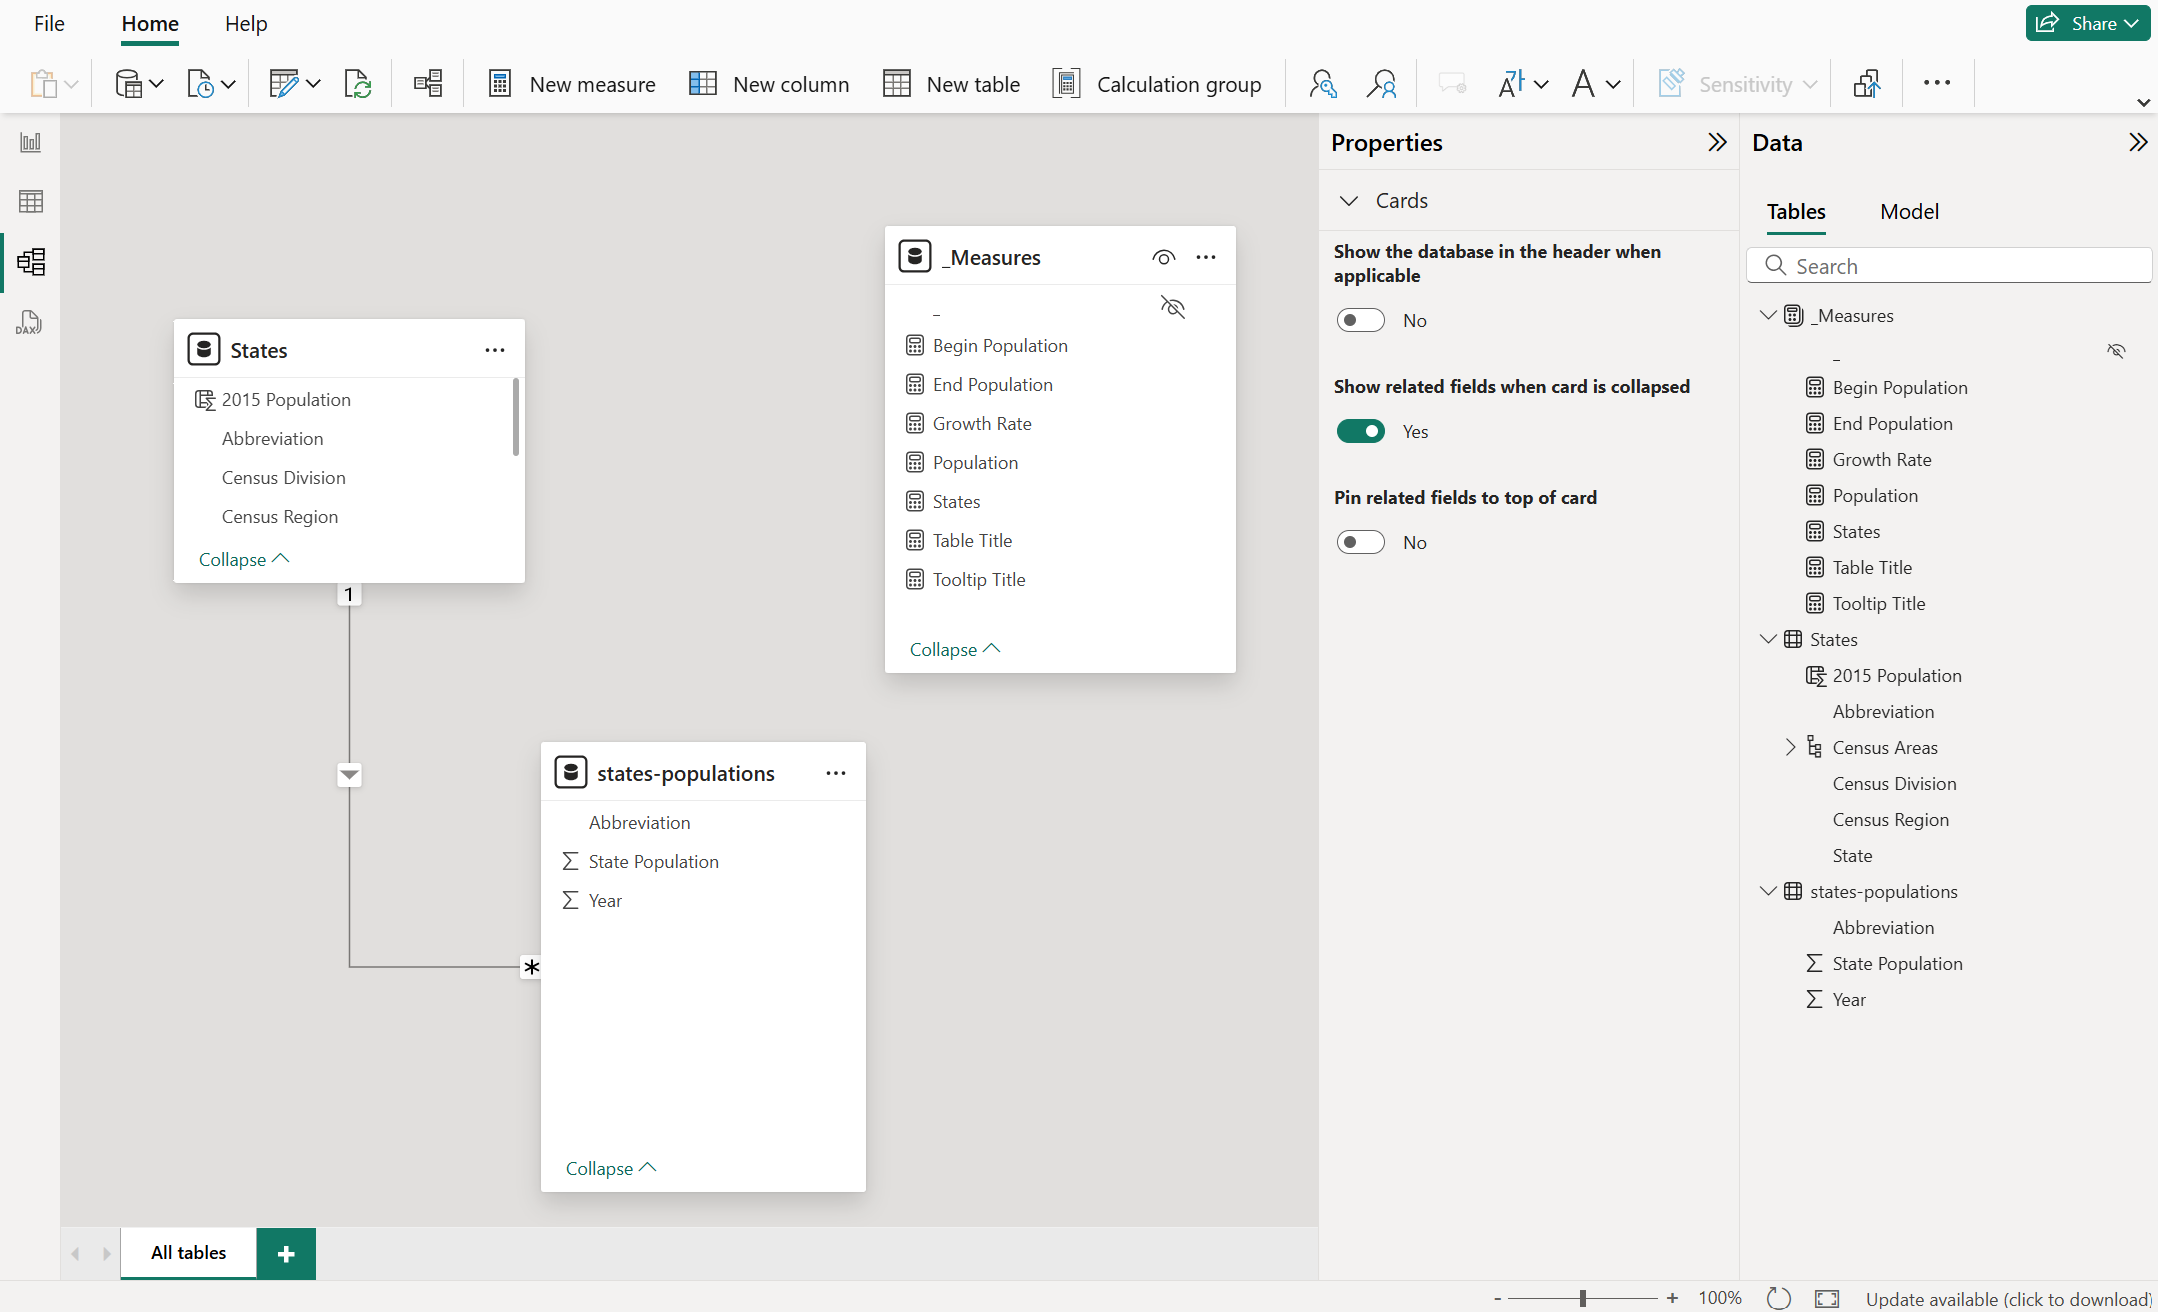 File
Home
Help
Share
New measure
New column
New table
Calculation group
Sensitivity
States
2015 Population
Abbreviation
Census Division
Census Region
Collapse
1
*
_Measures
_
Begin Population
End Population
Growth Rate
Population
States
Table Title
Tooltip Title
Collapse
states-populations
Abbreviation
State Population
Year
Collapse
Properties
Cards
Show the database in the header when
applicable
No
Show related fields when card is collapsed
Yes
Pin related fields to top of card
No
Data
Tables
Model
Search
_Measures
_
Begin Population
End Population
Growth Rate
Population
States
Table Title
Tooltip Title
States
2015 Population
Abbreviation
Census Areas
Census Division
Census Region
State
states-populations
Abbreviation
State Population
Year
DAX
All tables
+
- + 100%
Update available (click to download)